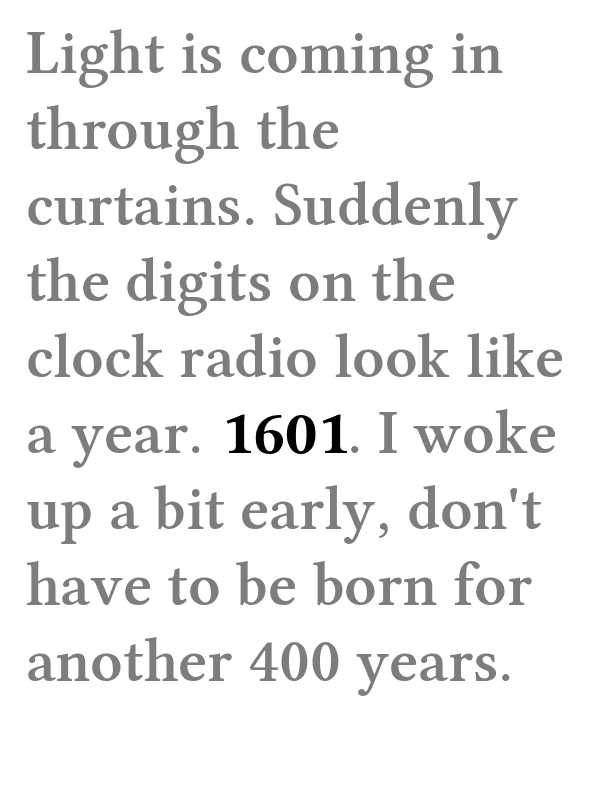 Light is coming in
through the
curtains. Suddenly
the digits on the
clock radio look like
a year. 1601. I woke
up a bit early, don't
have to be born for
another 400 years.